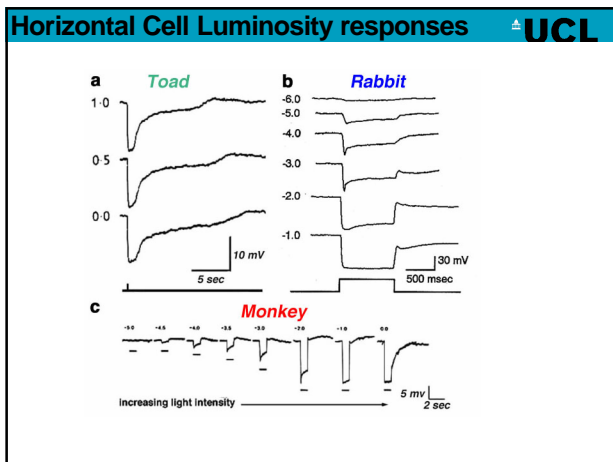 Horizontal Cell Luminosity responses
UCL
a Toad
b Rabbit
1·0
0·5
0·0
10 mV
5 sec
-6.0
-5.0
-4.0
-3.0
-2.0
-1.0
30 mV
500 msec
c Monkey
-5.0 -4.5 -4.0 -3.5 -3.0 -2.0 -1.0 0.0
increasing light intensity
5 mV
2 sec